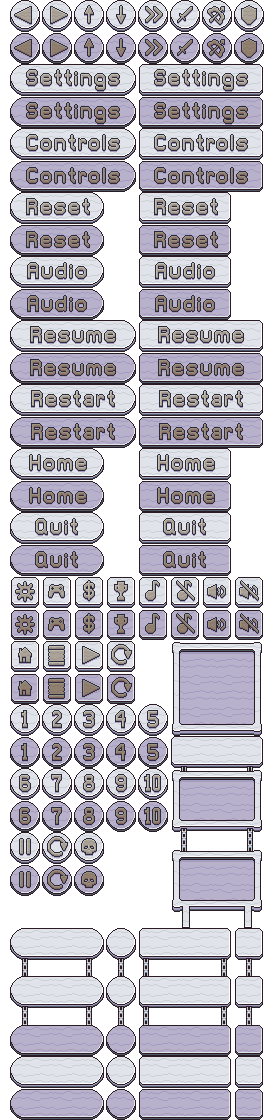 Settings Settings
Settings Settings
Controls Controls
Controls Controls
Reset Reset
Reset Reset
Audio Audio
Audio Audio
Resume Resume
Resume Resume
Restart Restart
Restart Restart
Home Home
Home Home
Quit Quit
Quit Quit
$
$
1 2 3 4 5
1 2 3 4 5
6 7 8 9 10
6 7 8 9 10